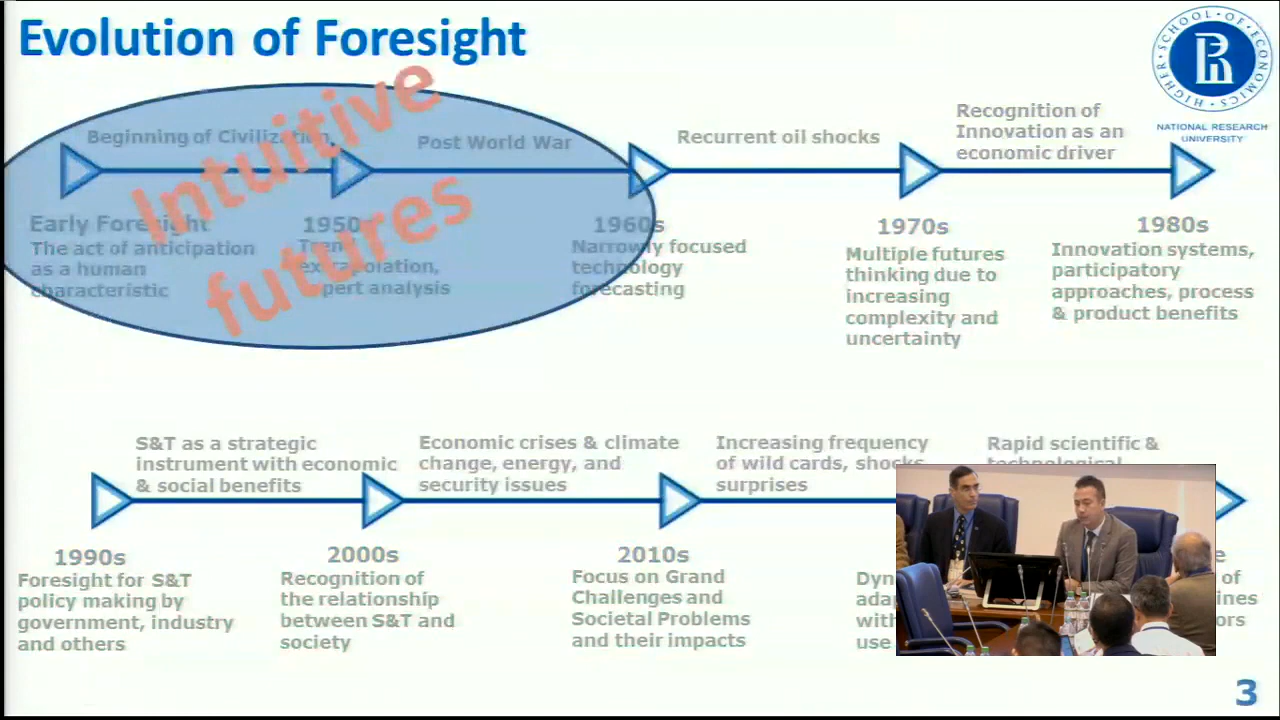 Evolution of Foresight
HIGHER · SCHOOL · OF · ECONOMICS
NATIONAL RESEARCH
UNIVERSITY
Intuitive
futures
Beginning of Civilization
Post World War
Recurrent oil shocks
Recognition of
Innovation as an
economic driver
Early Foresight
The act of anticipation
as a human
characteristic
1950s
Trend
extrapolation,
expert analysis
1960s
Narrowly focused
technology
forecasting
1970s
Multiple futures
thinking due to
increasing
complexity and
uncertainty
1980s
Innovation systems,
participatory
approaches, process
& product benefits
S&T as a strategic
instrument with economic
& social benefits
Economic crises & climate
change, energy, and
security issues
Increasing frequency
of wild cards, shocks
surprises
Rapid scientific &
technological
1990s
Foresight for S&T
policy making by
government, industry
and others
2000s
Recognition of
the relationship
between S&T and
society
2010s
Focus on Grand
Challenges and
Societal Problems
and their impacts
with
use
of
3